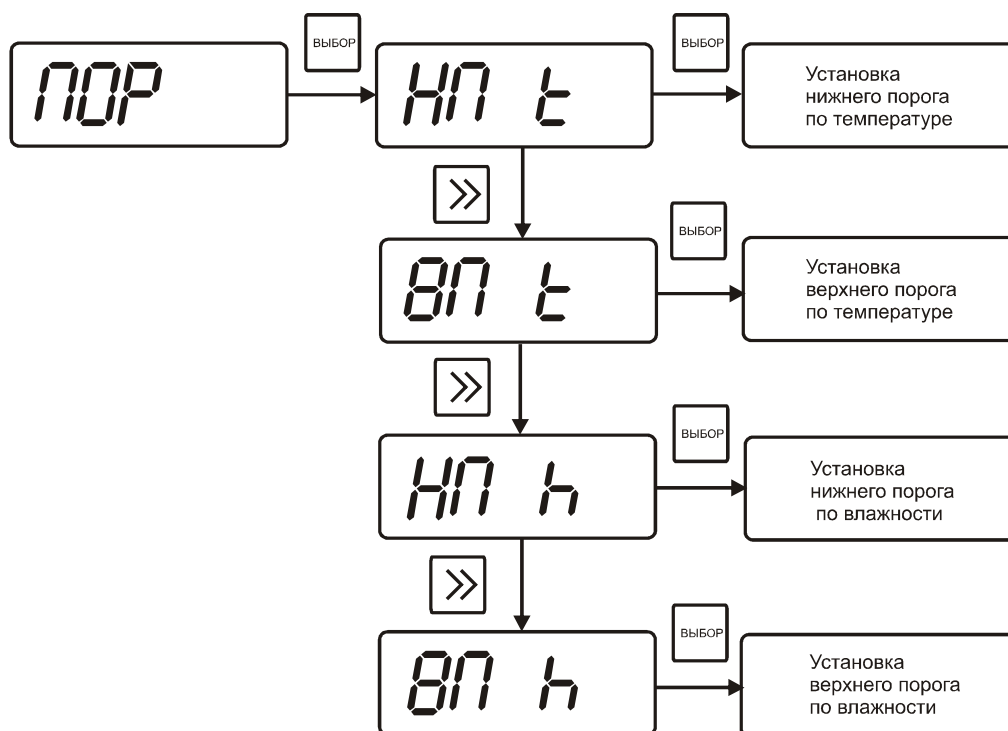 ПОР
ВЫБОР
НП t
ВЫБОР
Установка
нижнего порога
по температуре
>>
ВП t
ВЫБОР
Установка
верхнего порога
по температуре
>>
НП h
ВЫБОР
Установка
нижнего порога
по влажности
>>
ВП h
ВЫБОР
Установка
верхнего порога
по влажности